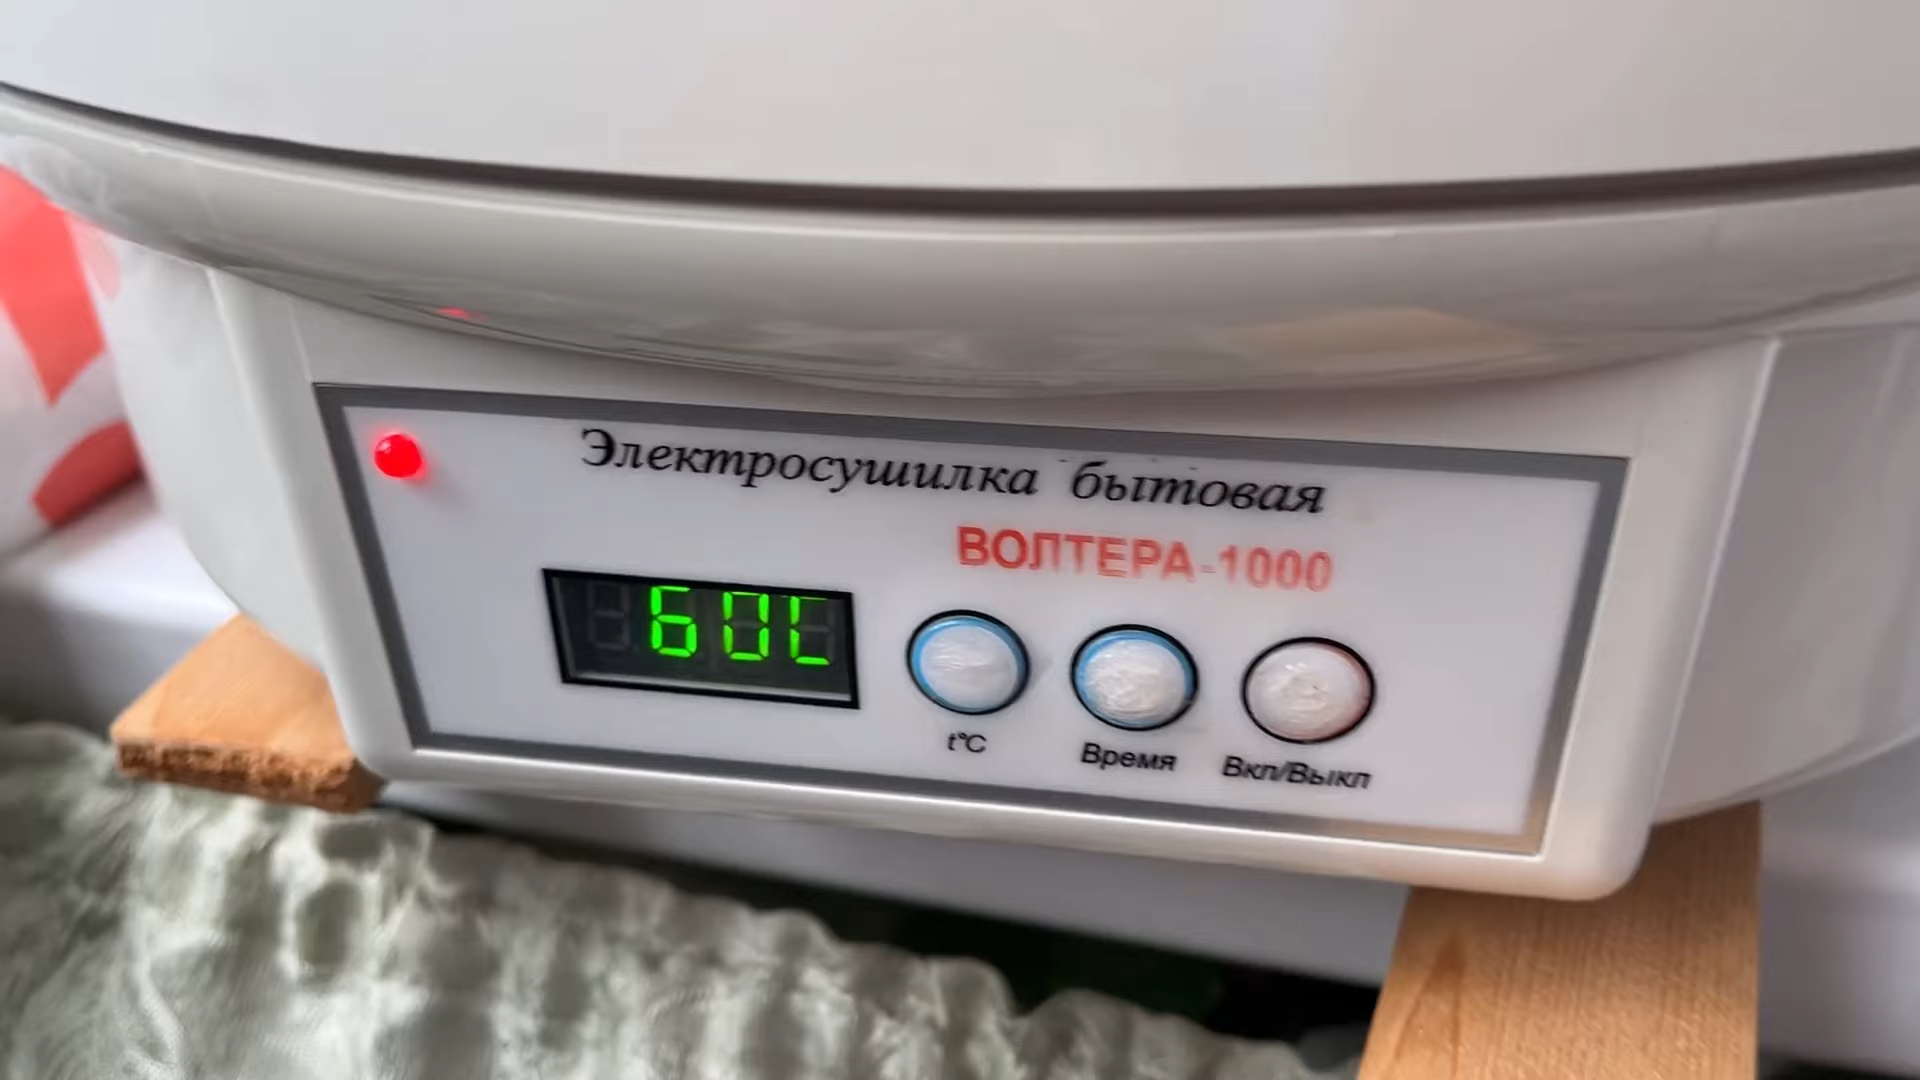 Электросушилка бытовая
ВОЛТЕРА-1000
60C
t°C
Время
Вкл/Выкл